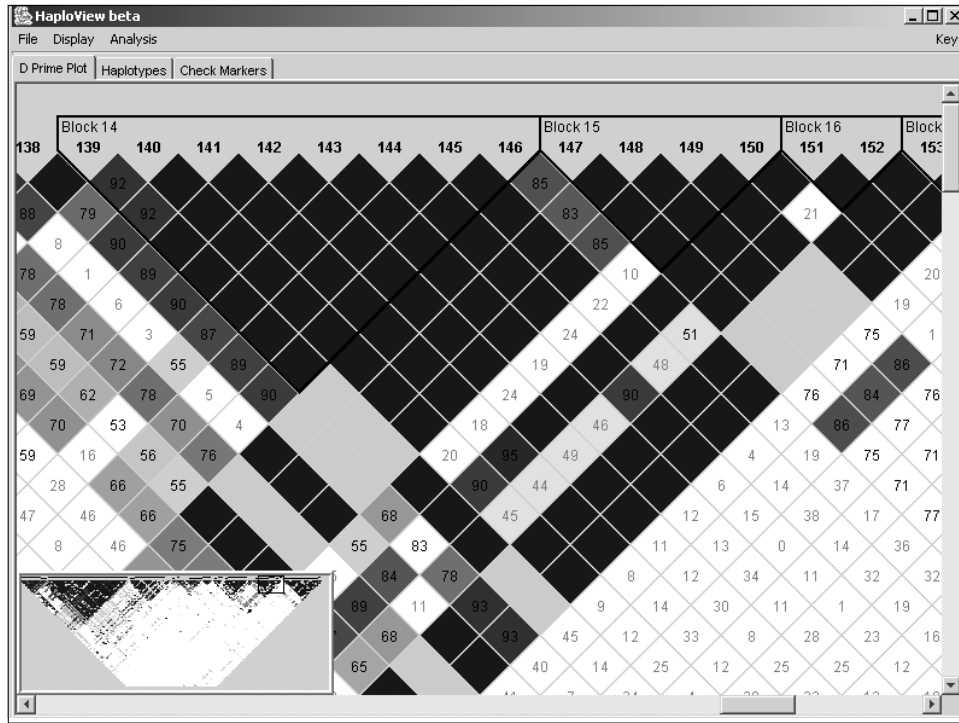 HaploView beta
File Display Analysis Key
D Prime Plot Haplotypes Check Markers
Block 14 Block 15 Block 16 Block
138 139 140 141 142 143 144 145 146 147 148 149 150 151 152 153
92 85
88 79 92 83 21
8 90 85
78 1 89 10 20
78 6 90 22 19
59 71 3 87 24 51 75 1
59 72 55 89 19 48 71 86
69 62 78 5 90 24 90 76 84 76
70 53 70 4 18 46 13 86 77
59 16 56 76 20 95 49 4 19 75 71
28 66 55 90 44 6 14 37 71
47 46 66 68 45 12 15 38 17 77
8 46 75 55 83 11 13 0 14 36
84 78 8 12 34 11 32 32
89 11 93 9 14 30 11 1 19
68 93 45 12 33 8 28 23 16
65 40 14 25 12 25 25 12